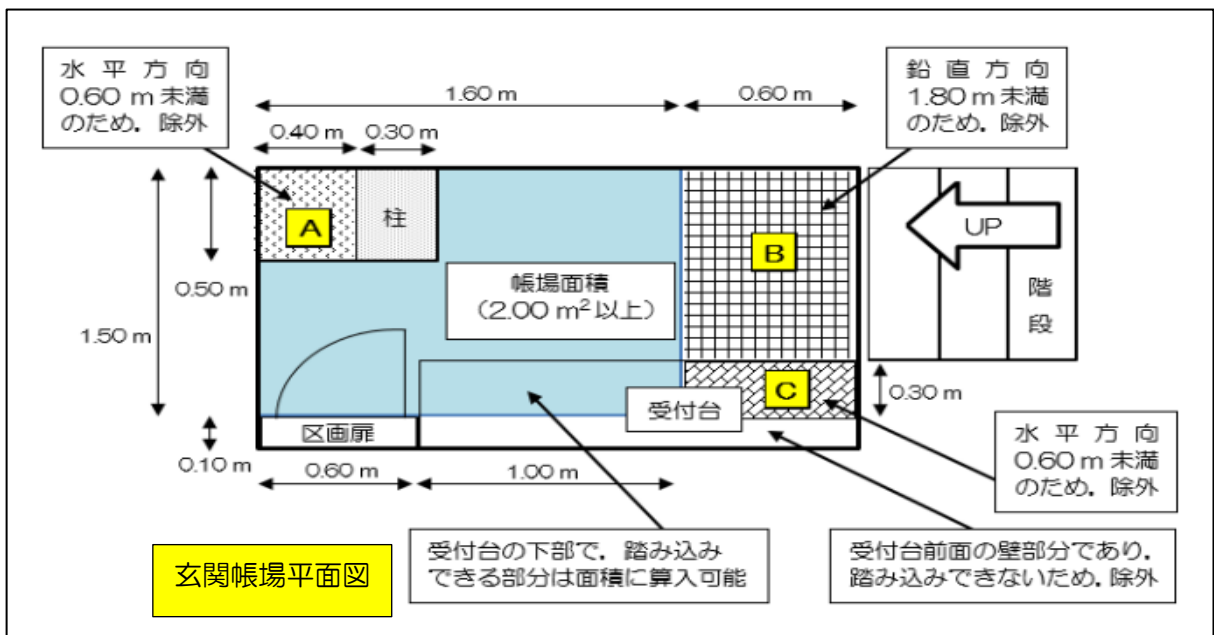 水平方向
0.60 m 未満
のため．除外
1.60 m
0.60 m
鉛直方向
1.80 m 未満
のため．除外
0.40 m
0.30 m
A
柱
B
UP
階
段
0.50 m
1.50 m
帳場面積
（2.00 m²以上）
C
0.30 m
受付台
区画扉
0.10 m
0.60 m
1.00 m
水平方向
0.60 m 未満
のため．除外
玄関帳場平面図
受付台の下部で．踏み込み
できる部分は面積に算入可能
受付台前面の壁部分であり．
踏み込みできないため．除外